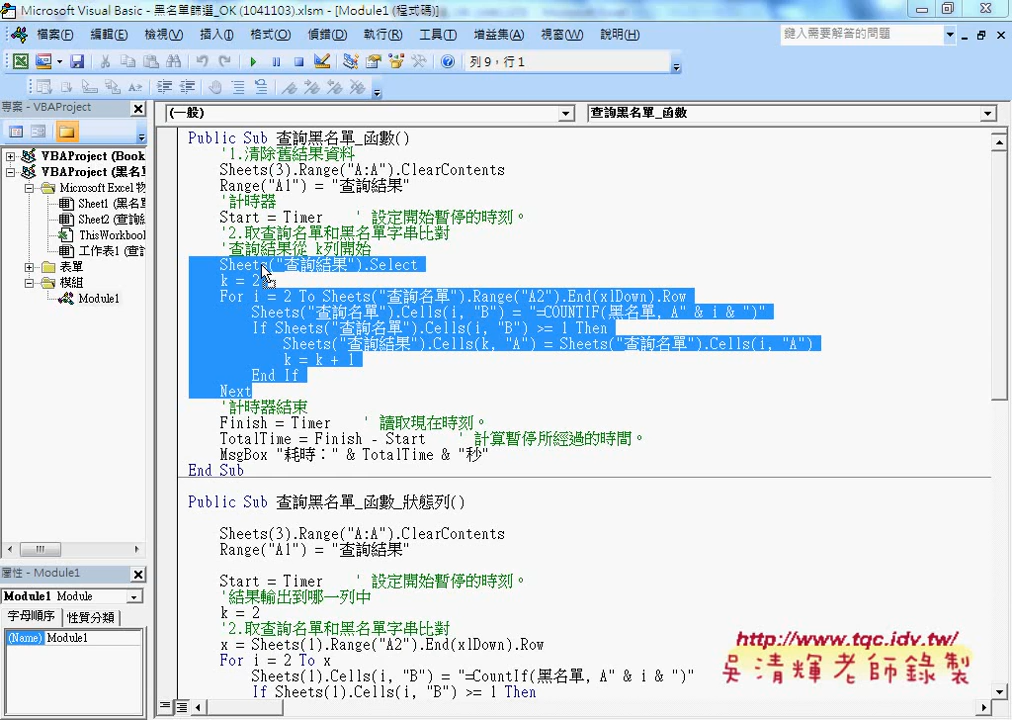 Microsoft Visual Basic - 黑名單篩選_OK (1041103).xlsm - [Module1 (程式碼)]
檔案(F) 編輯(E) 檢視(V) 插入(I) 格式(O) 偵錯(D) 執行(R) 工具(T) 增益集(A) 視窗(W) 說明(H) 鍵入需要解答的問題
列 9，行 1
專案 - VBAProject
(一般) 查詢黑名單_函數
VBAProject (Book
VBAProject (黑名單
Microsoft Excel 物
Sheet1 (黑名單
Sheet2 (查詢
ThisWorkbool
工作表1 (查詢
表單
模組
Module1
屬性 - Module1
Module1 Module
字母順序 性質分類
(Name) Module1
Public Sub 查詢黑名單_函數()
'1.清除舊結果資料
Sheets(3).Range("A:A").ClearContents
Range("A1") = "查詢結果"
'計時器
Start = Timer ' 設定開始暫停的時刻。
'2.取查詢名單和黑名單字串比對
'查詢結果從 k列開始
Sheets("查詢結果").Select
k = 2
For i = 2 To Sheets("查詢名單").Range("A2").End(xlDown).Row
Sheets("查詢名單").Cells(i, "B") = "=COUNTIF(黑名單, A" & i & ")"
If Sheets("查詢名單").Cells(i, "B") >= 1 Then
Sheets("查詢結果").Cells(k, "A") = Sheets("查詢名單").Cells(i, "A")
k = k + 1
End If
Next
'計時器結束
Finish = Timer ' 讀取現在時刻。
TotalTime = Finish - Start ' 計算暫停所經過的時間。
MsgBox "耗時：" & TotalTime & "秒"
End Sub
Public Sub 查詢黑名單_函數_狀態列()
Sheets(3).Range("A:A").ClearContents
Range("A1") = "查詢結果"
Start = Timer ' 設定開始暫停的時刻。
'結果輸出到哪一列中
k = 2
'2.取查詢名單和黑名單字串比對
x = Sheets(1).Range("A2").End(xlDown).Row
For i = 2 To x
Sheets(1).Cells(i, "B") = "=CountIf(黑名單, A" & i & ")"
If Sheets(1).Cells(i, "B") >= 1 Then
http://www.tqc.idv.tw/
吳清輝老師錄製